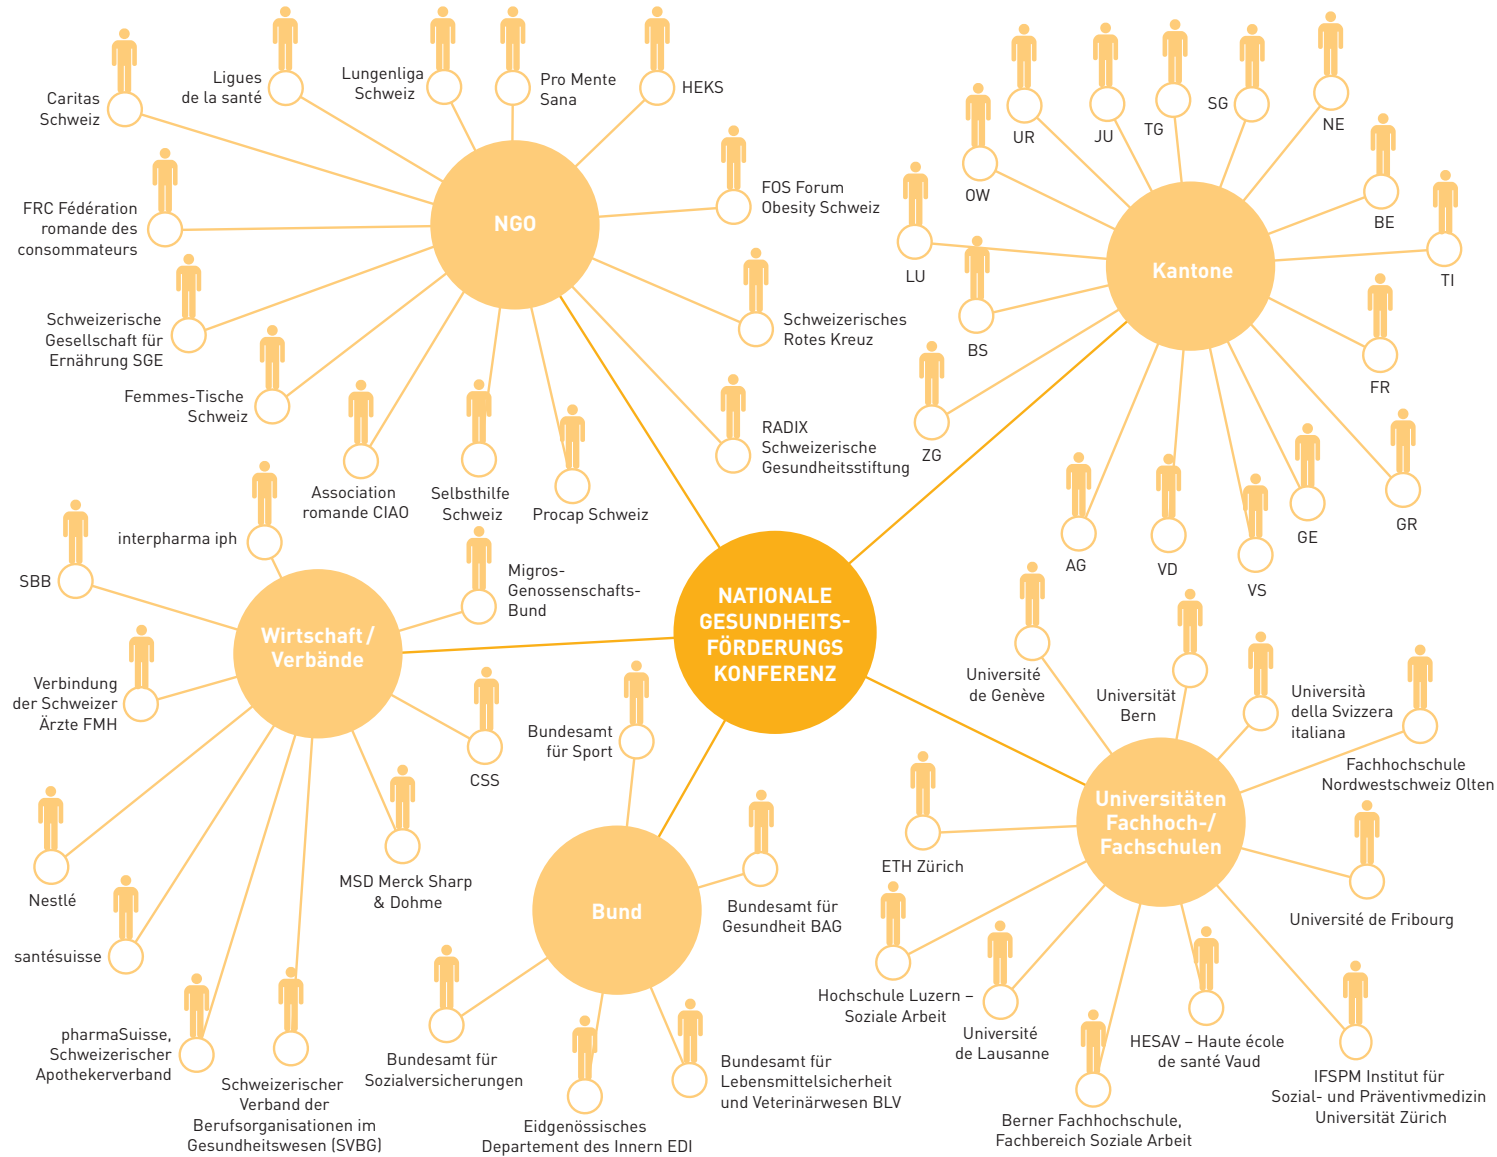 Caritas
Schweiz
Ligues
de la santé
Lungenliga
Schweiz
Pro Mente
Sana
HEKS
FRC Fédération
romande des
consommateurs
NGO
FOS Forum
Obesity Schweiz
Schweizerische
Gesellschaft für
Ernährung SGE
Schweizerisches
Rotes Kreuz
Femmes-Tische
Schweiz
Association
romande CIAO
Selbsthilfe
Schweiz
Procap Schweiz
RADIX
Schweizerische
Gesundheitsstiftung
UR
JU
TG
SG
NE
OW
BE
LU
Kantone
TI
BS
FR
ZG
GR
AG
VD
VS
GE
interpharma iph
SBB
Migros-
Genossenschafts-
Bund
Wirtschaft /
Verbände
NATIONALE
GESUNDHEITS-
FÖRDERUNGS
KONFERENZ
Verbindung
der Schweizer
Ärzte FMH
CSS
Nestlé
MSD Merck Sharp
& Dohme
santésuisse
pharmaSuisse,
Schweizerischer
Apothekerverband
Schweizerischer
Verband der
Berufsorganisationen im
Gesundheitswesen (SVBG)
Bundesamt
für Sport
Bund
Bundesamt für
Gesundheit BAG
Bundesamt für
Sozialversicherungen
Eidgenössisches
Departement des Innern EDI
Bundesamt für
Lebensmittelsicherheit
und Veterinärwesen BLV
Université
de Genève
Universität
Bern
Università
della Svizzera
italiana
Fachhochschule
Nordwestschweiz Olten
Universitäten
Fachhoch-/
Fachschulen
ETH Zürich
Université de Fribourg
Hochschule Luzern –
Soziale Arbeit
Université
de Lausanne
HESAV – Haute école
de santé Vaud
Berner Fachhochschule,
Fachbereich Soziale Arbeit
IFSPM Institut für
Sozial- und Präventivmedizin
Universität Zürich